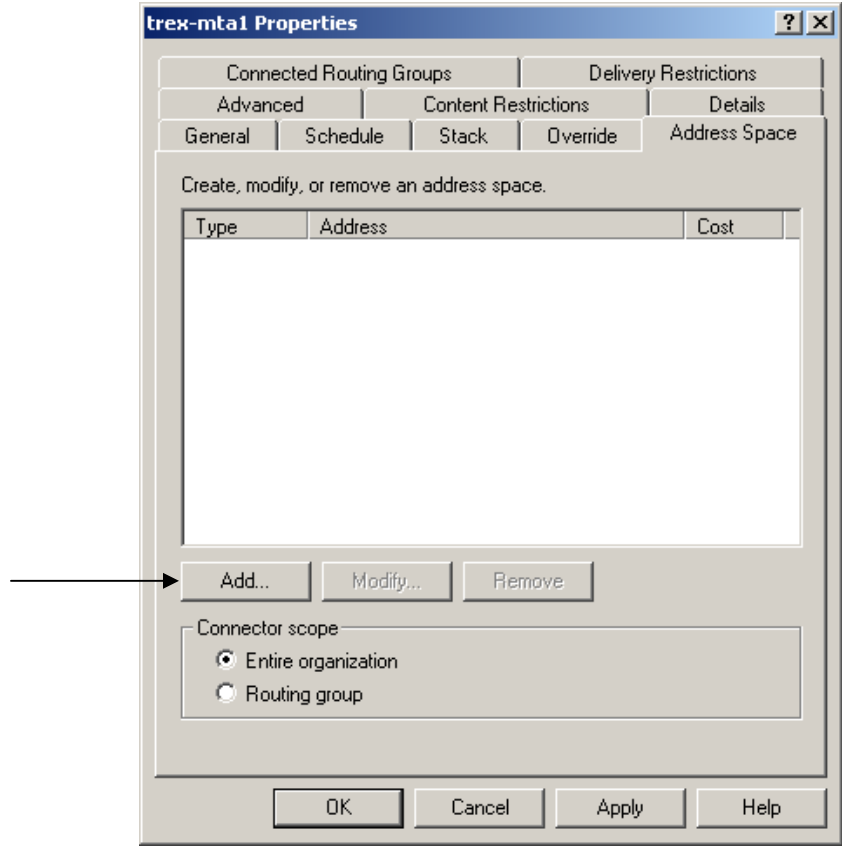 trex-mta1 Properties
Connected Routing Groups Delivery Restrictions
Advanced Content Restrictions Details
General Schedule Stack Override Address Space
Create, modify, or remove an address space.
Type Address Cost
Add... Modify... Remove
Connector scope
Entire organization
Routing group
OK Cancel Apply Help